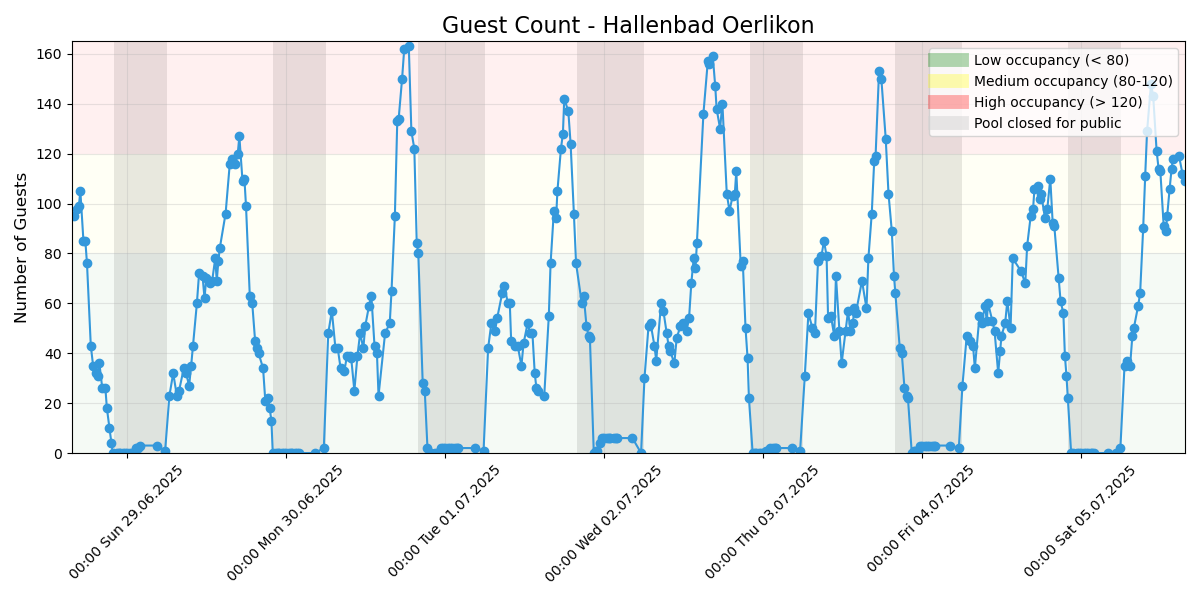 Guest Count - Hallenbad Oerlikon
Number of Guests
160
140
120
100
80
60
40
20
0
Low occupancy (< 80)
Medium occupancy (80-120)
High occupancy (> 120)
Pool closed for public
00:00 Sun 29.06.2025
00:00 Mon 30.06.2025
00:00 Tue 01.07.2025
00:00 Wed 02.07.2025
00:00 Thu 03.07.2025
00:00 Fri 04.07.2025
00:00 Sat 05.07.2025